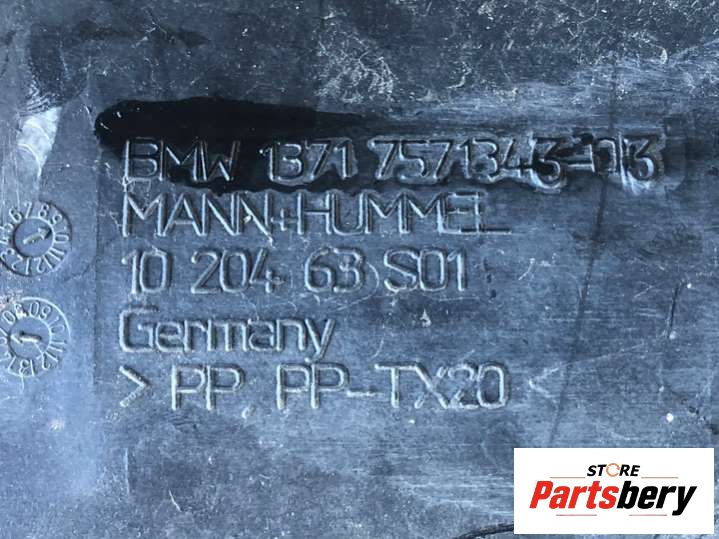 BMW 1371 7571343-03
MANN+HUMMEL
10 204 63 S01
Germany
> PP, PP-TX20 <
STORE
Partsbery